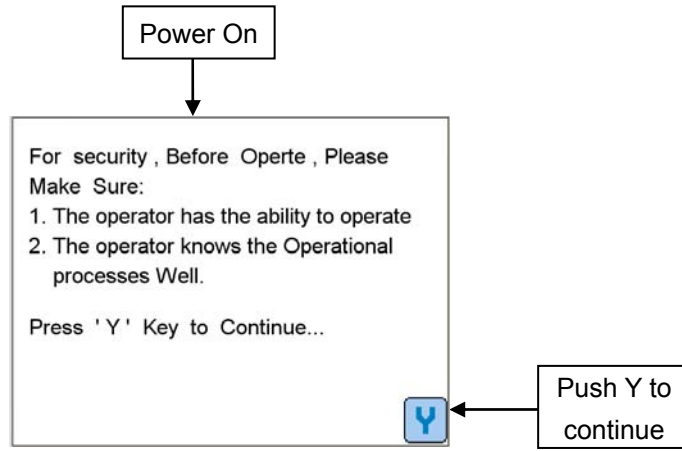 Power On
For security , Before Operte , Please
Make Sure:
1. The operator has the ability to operate
2. The operator knows the Operational
processes Well.
Press ' Y ' Key to Continue...
Y
Push Y to
continue